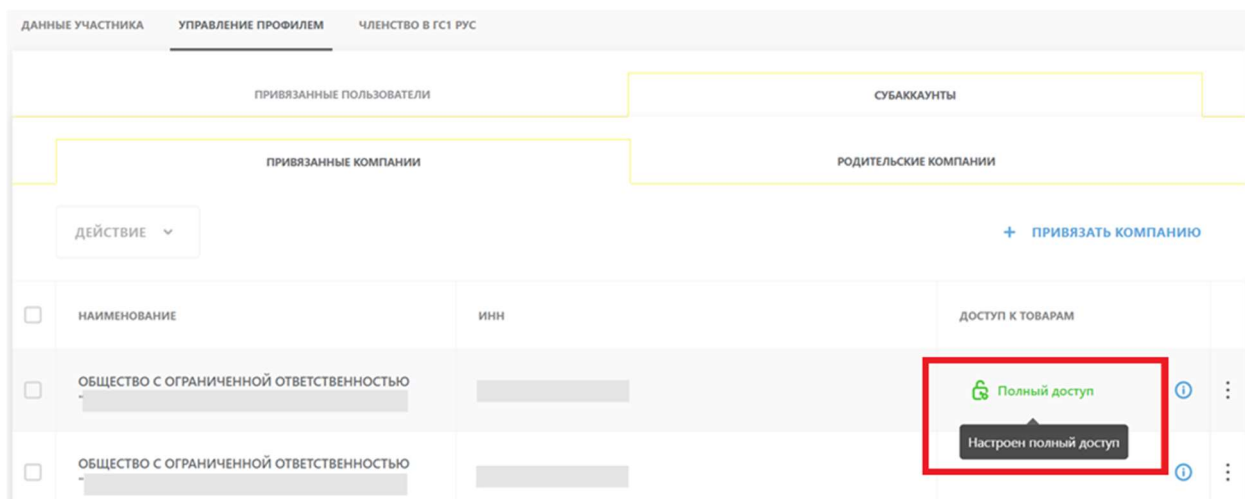 ДАННЫЕ УЧАСТНИКА УПРАВЛЕНИЕ ПРОФИЛЕМ ЧЛЕНСТВО В ГС1 РУС
ПРИВЯЗАННЫЕ ПОЛЬЗОВАТЕЛИ СУБАККАУНТЫ
ПРИВЯЗАННЫЕ КОМПАНИИ РОДИТЕЛЬСКИЕ КОМПАНИИ
ДЕЙСТВИЕ + ПРИВЯЗАТЬ КОМПАНИЮ
НАИМЕНОВАНИЕ ИНН ДОСТУП К ТОВАРАМ
ОБЩЕСТВО С ОГРАНИЧЕННОЙ ОТВЕТСТВЕННОСТЬЮ
Полный доступ
Настроен полный доступ
ОБЩЕСТВО С ОГРАНИЧЕННОЙ ОТВЕТСТВЕННОСТЬЮ